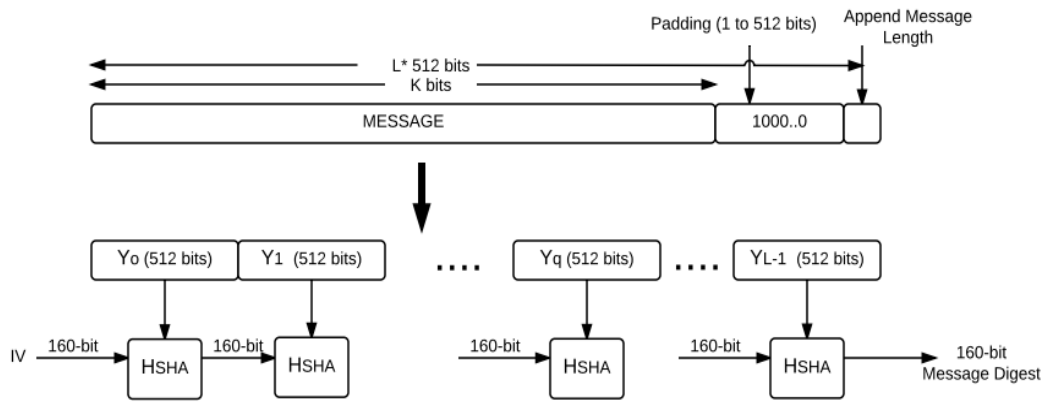 Padding (1 to 512 bits)
Append Message
Length
L* 512 bits
K bits
MESSAGE
1000..0
Yo (512 bits)
Y1 (512 bits)
....
Yq (512 bits)
....
YL-1 (512 bits)
IV
160-bit
HSHA
160-bit
HSHA
160-bit
HSHA
160-bit
HSHA
160-bit
Message Digest